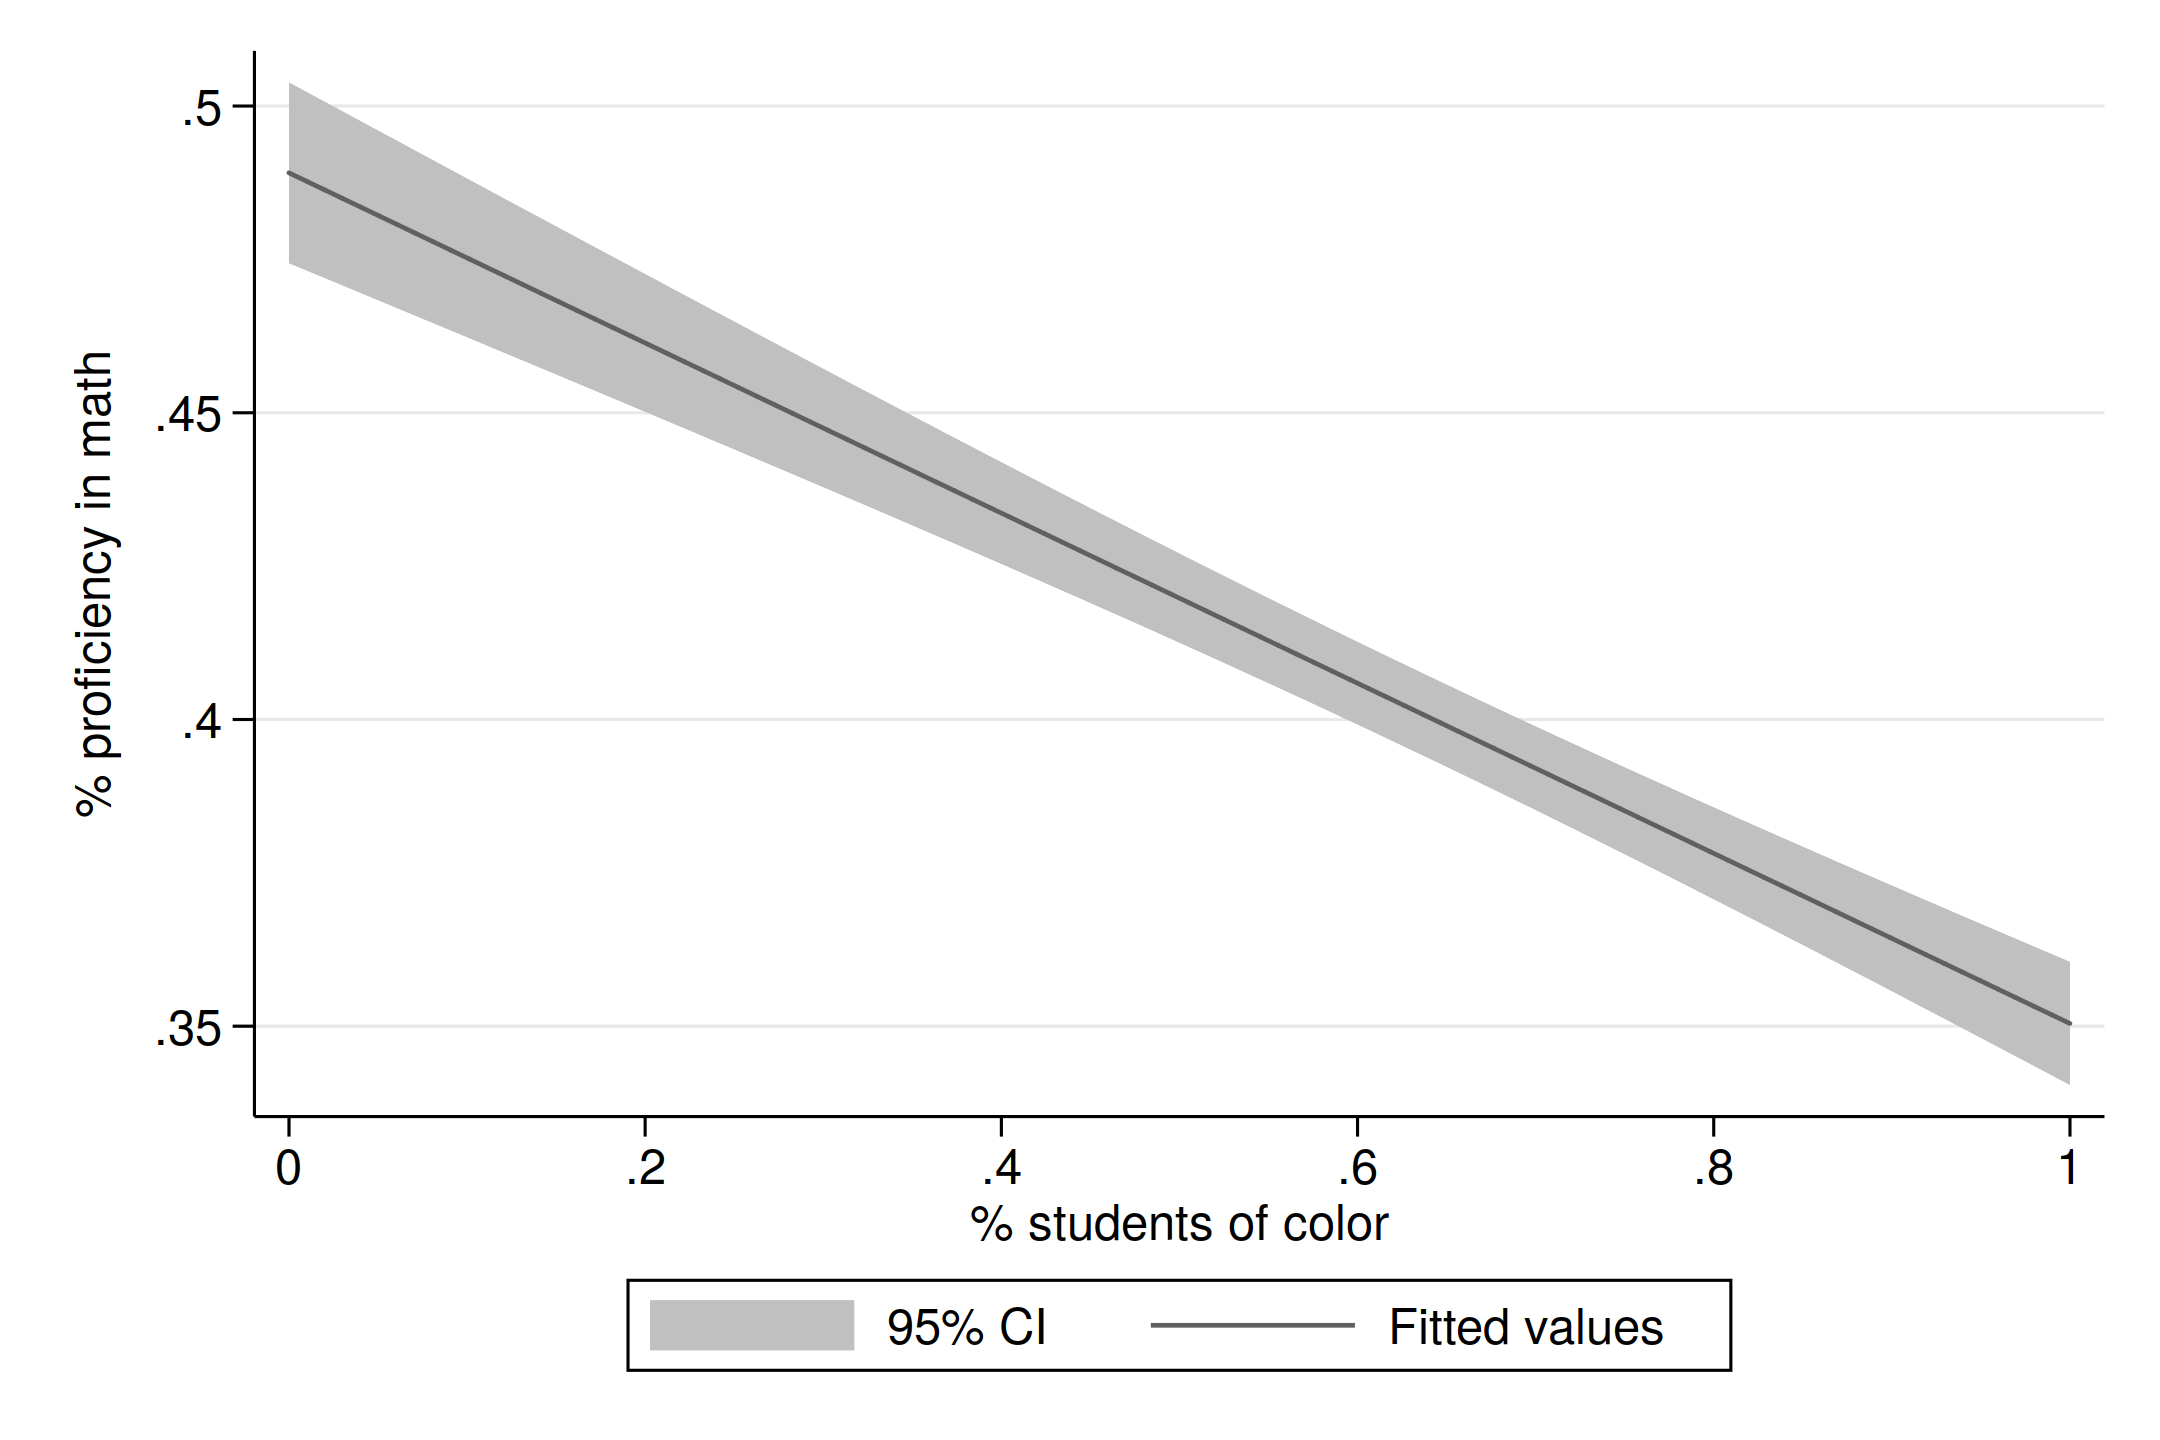 .5
.45
.4
.35
% proficiency in math
0 .2 .4 .6 .8 1
% students of color
95% CI Fitted values